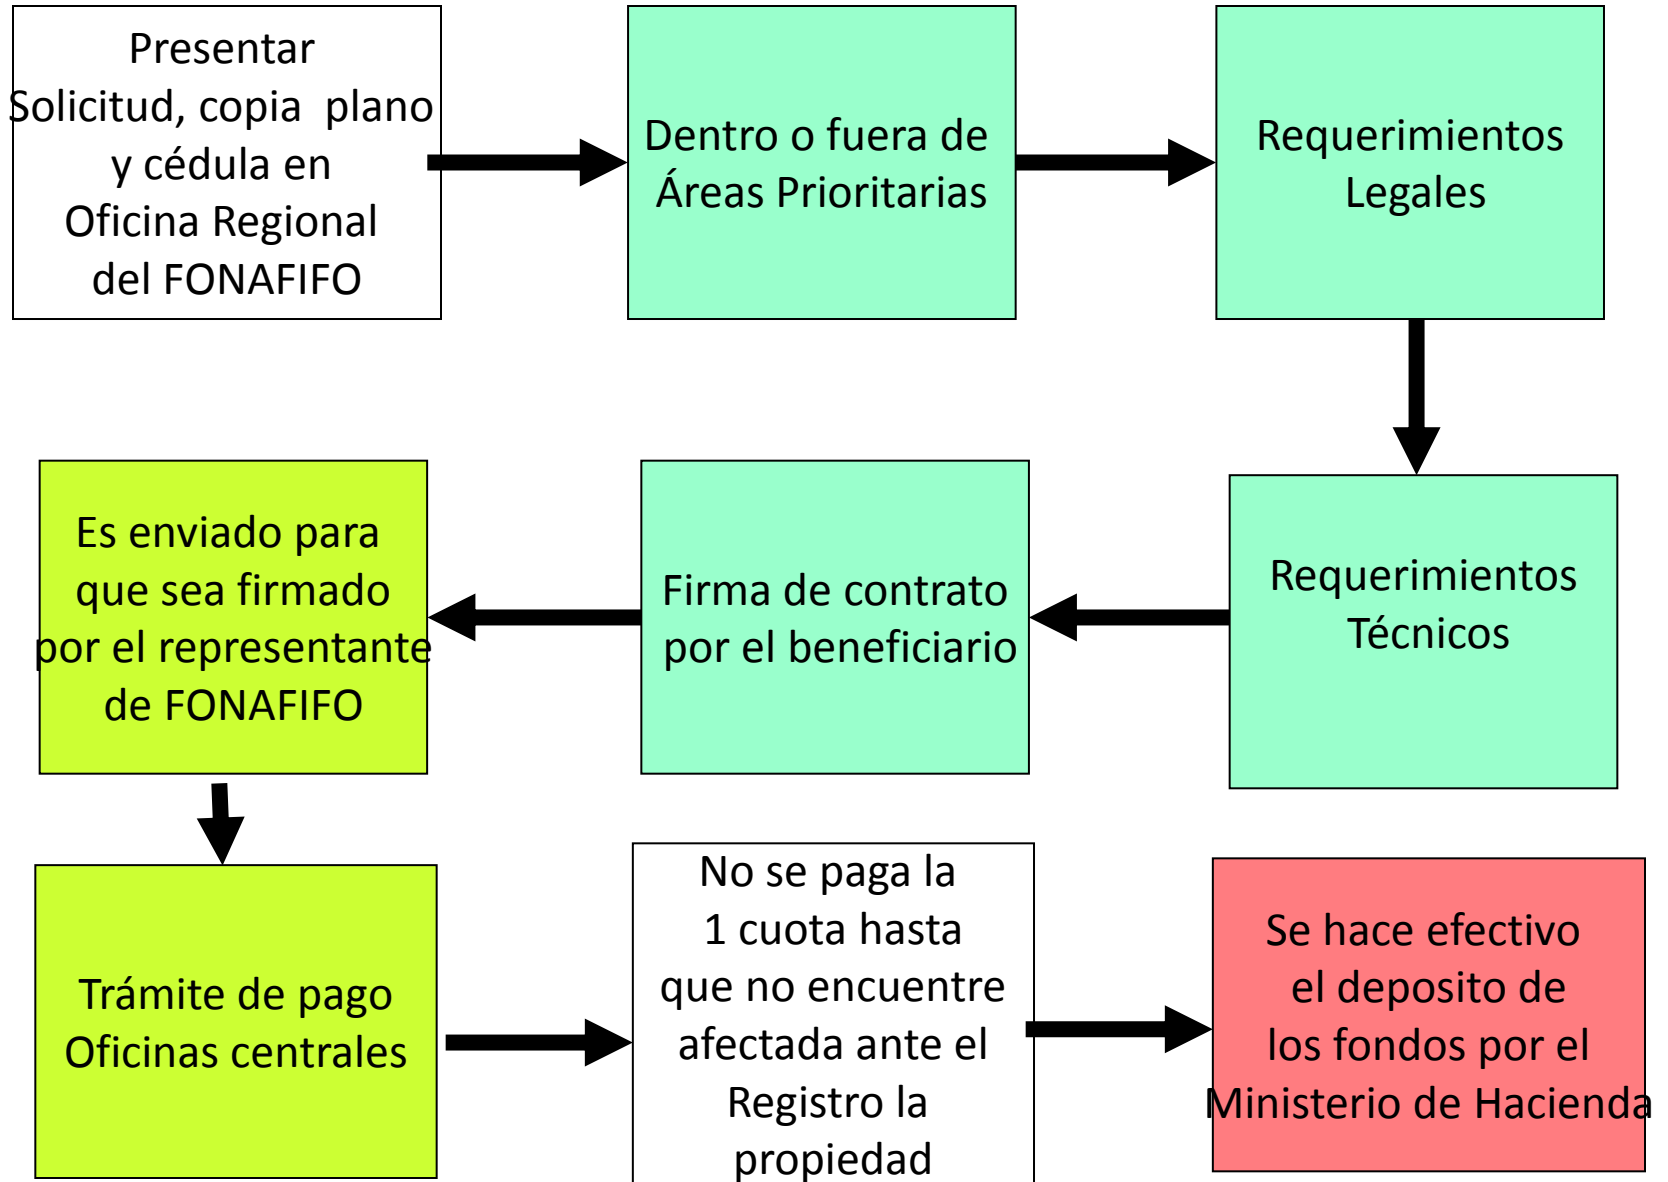 Presentar
Solicitud, copia plano
y cédula en
Oficina Regional
del FONAFIFO
Dentro o fuera de
Áreas Prioritarias
Requerimientos
Legales
Requerimientos
Técnicos
Firma de contrato
por el beneficiario
Es enviado para
que sea firmado
por el representante
de FONAFIFO
Trámite de pago
Oficinas centrales
No se paga la
1 cuota hasta
que no encuentre
afectada ante el
Registro la
propiedad
Se hace efectivo
el deposito de
los fondos por el
Ministerio de Hacienda